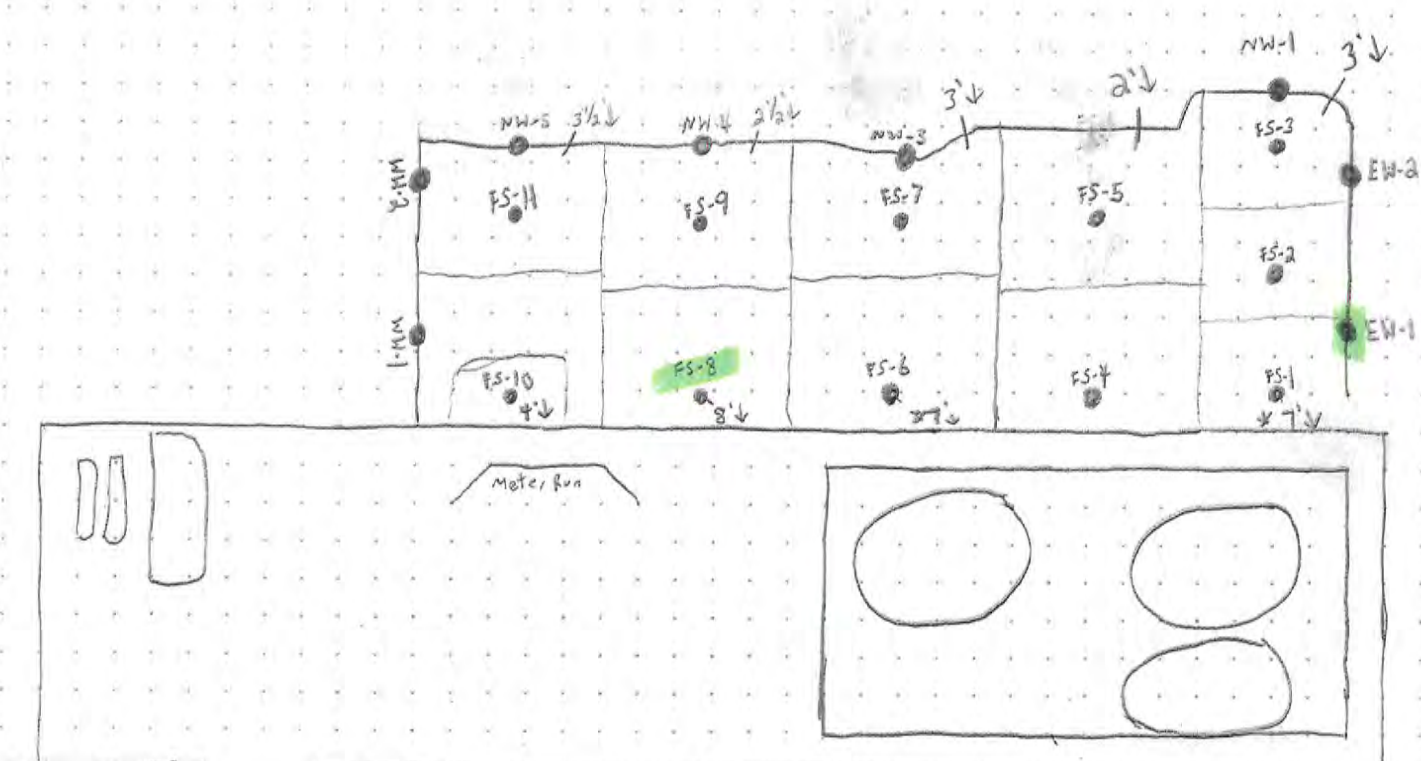 NW-1
3'↓
2'↓
3'↓
NW-5
3½'↓
NW-4
2½'↓
NW-3
FS-3
EW-2
WW-2
FS-11
FS-9
FS-7
FS-5
FS-2
EW-1
WW-1
FS-10
4'↓
FS-8
8'↓
FS-6
FS-4
FS-1
7'↓
Meter Run